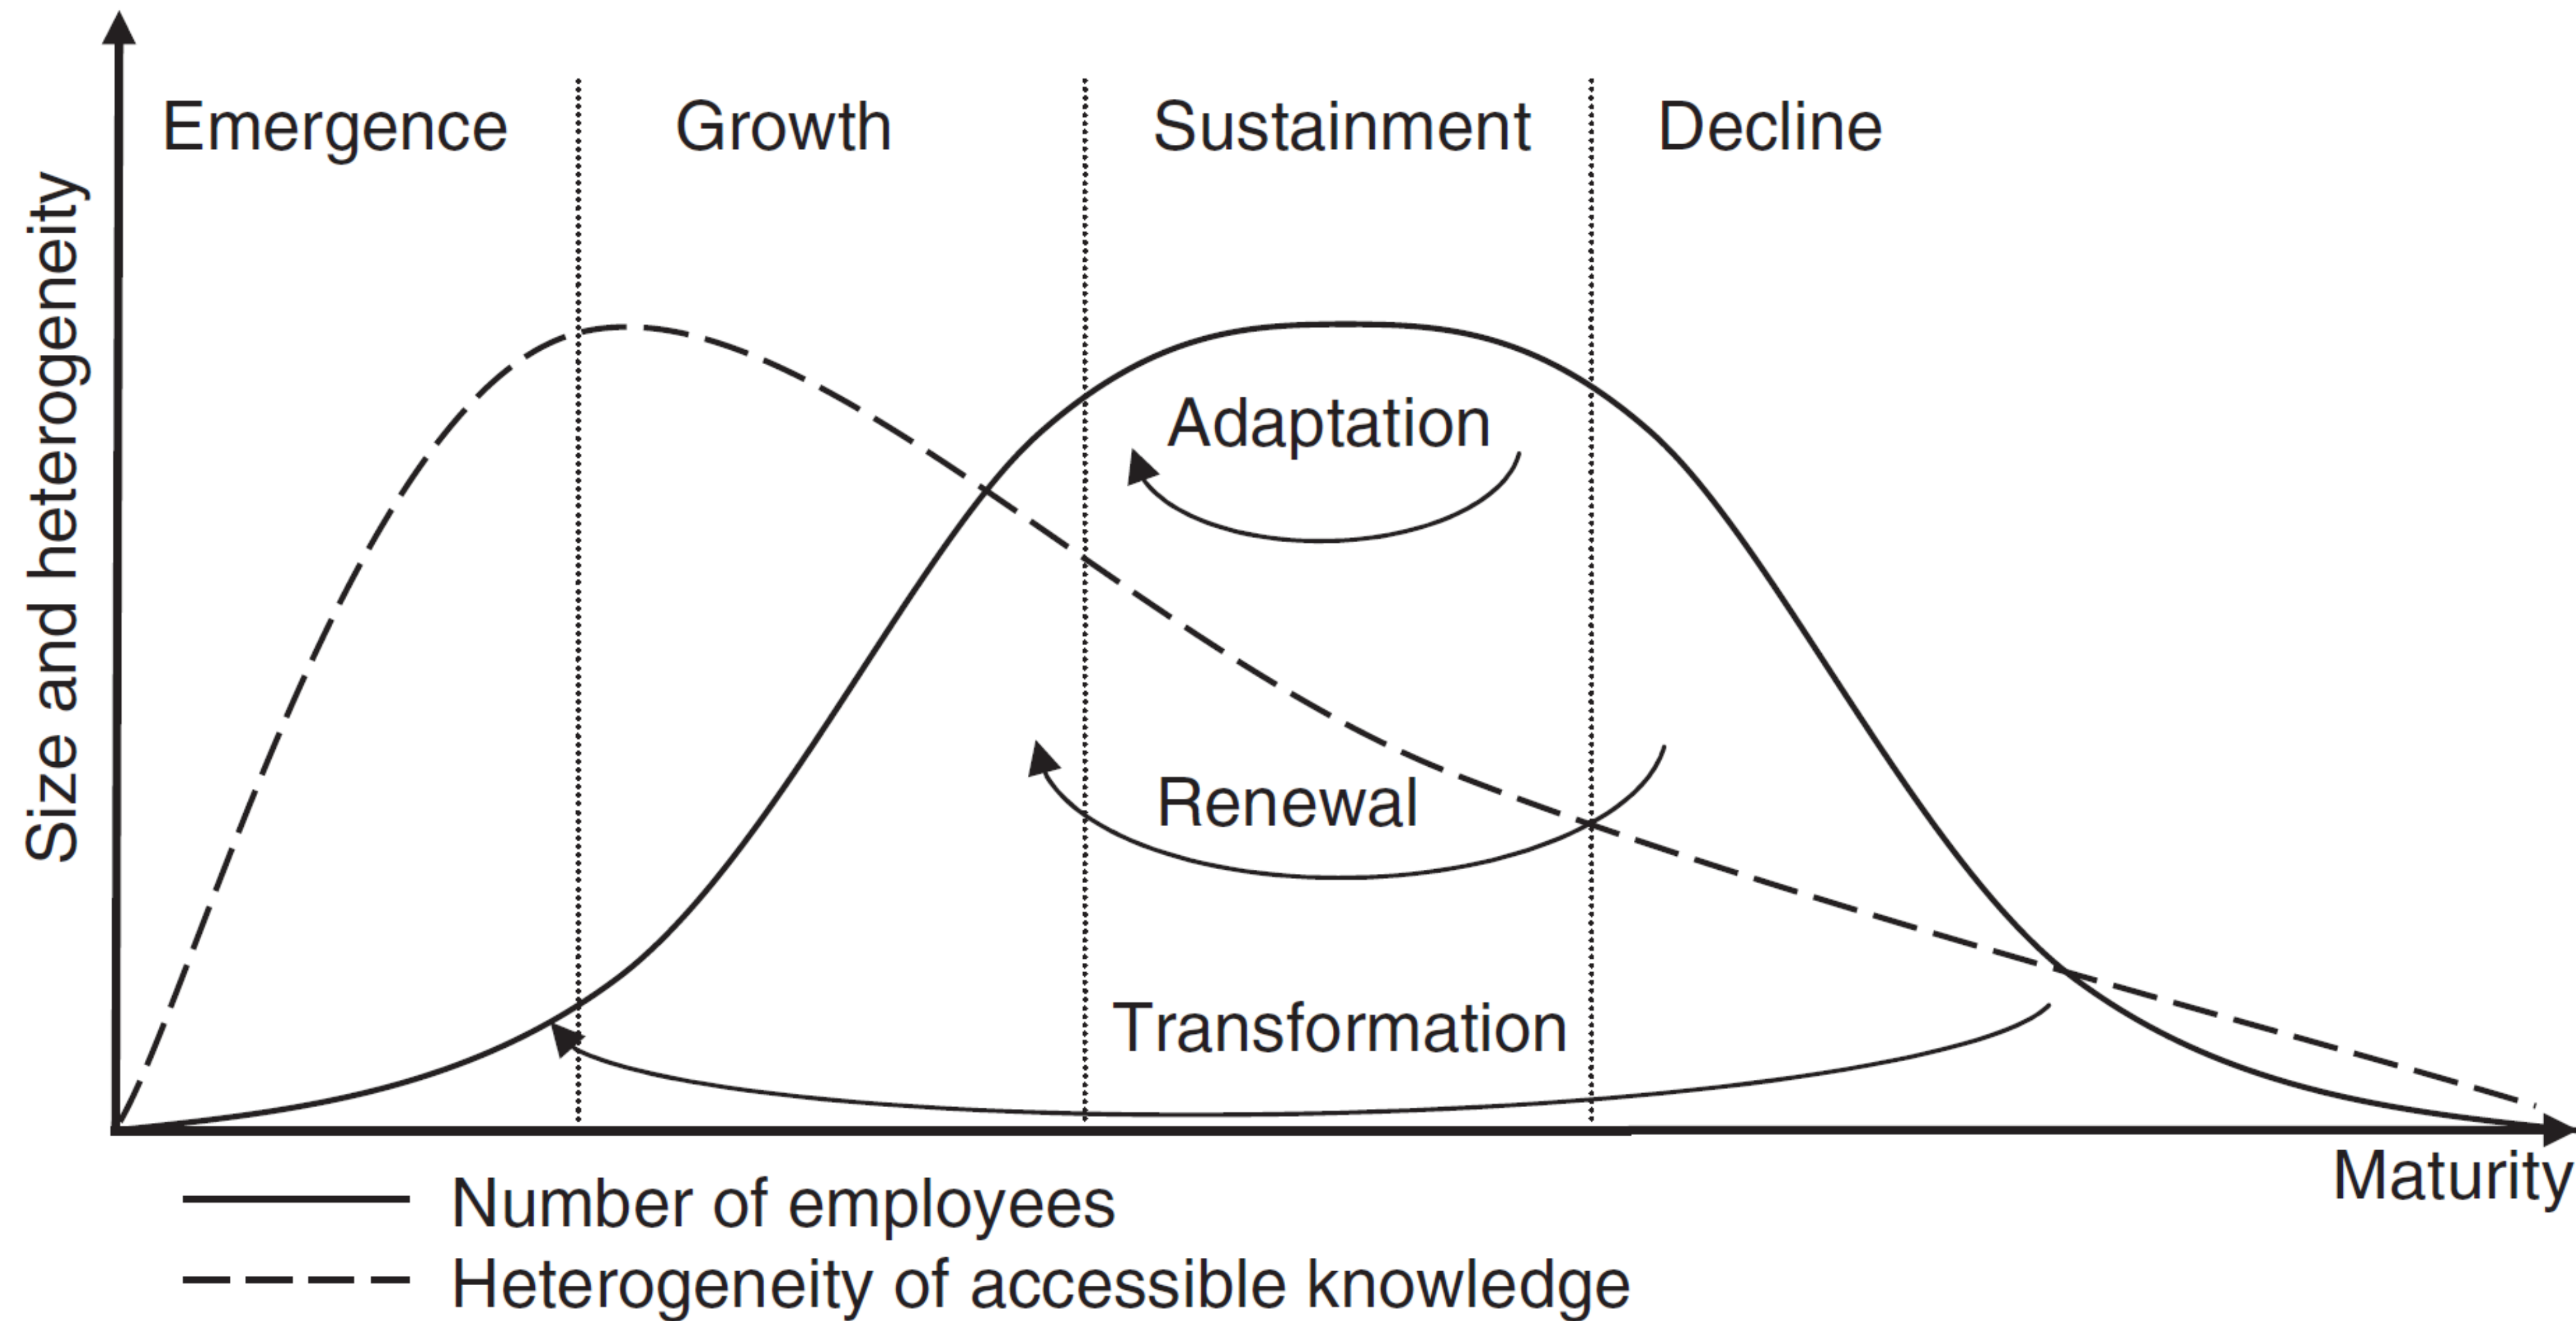 Emergence
Growth
Sustainment
Decline
Size and heterogeneity
Adaptation
Renewal
Transformation
Maturity
Number of employees
Heterogeneity of accessible knowledge